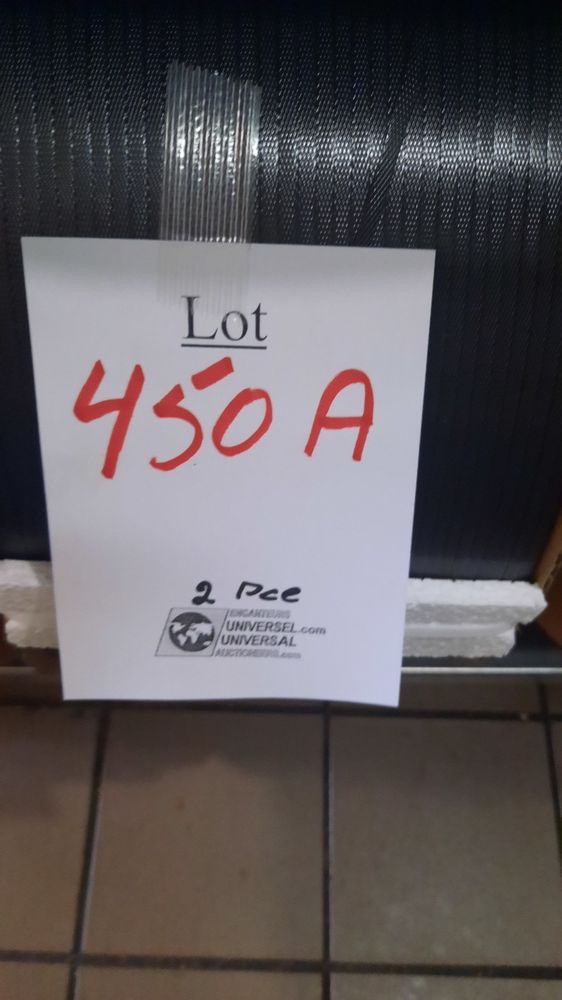 Lot
450 A
2 Pce
ENCANTEURS
UNIVERSEL.com
UNIVERSAL
AUCTIONEERS.com